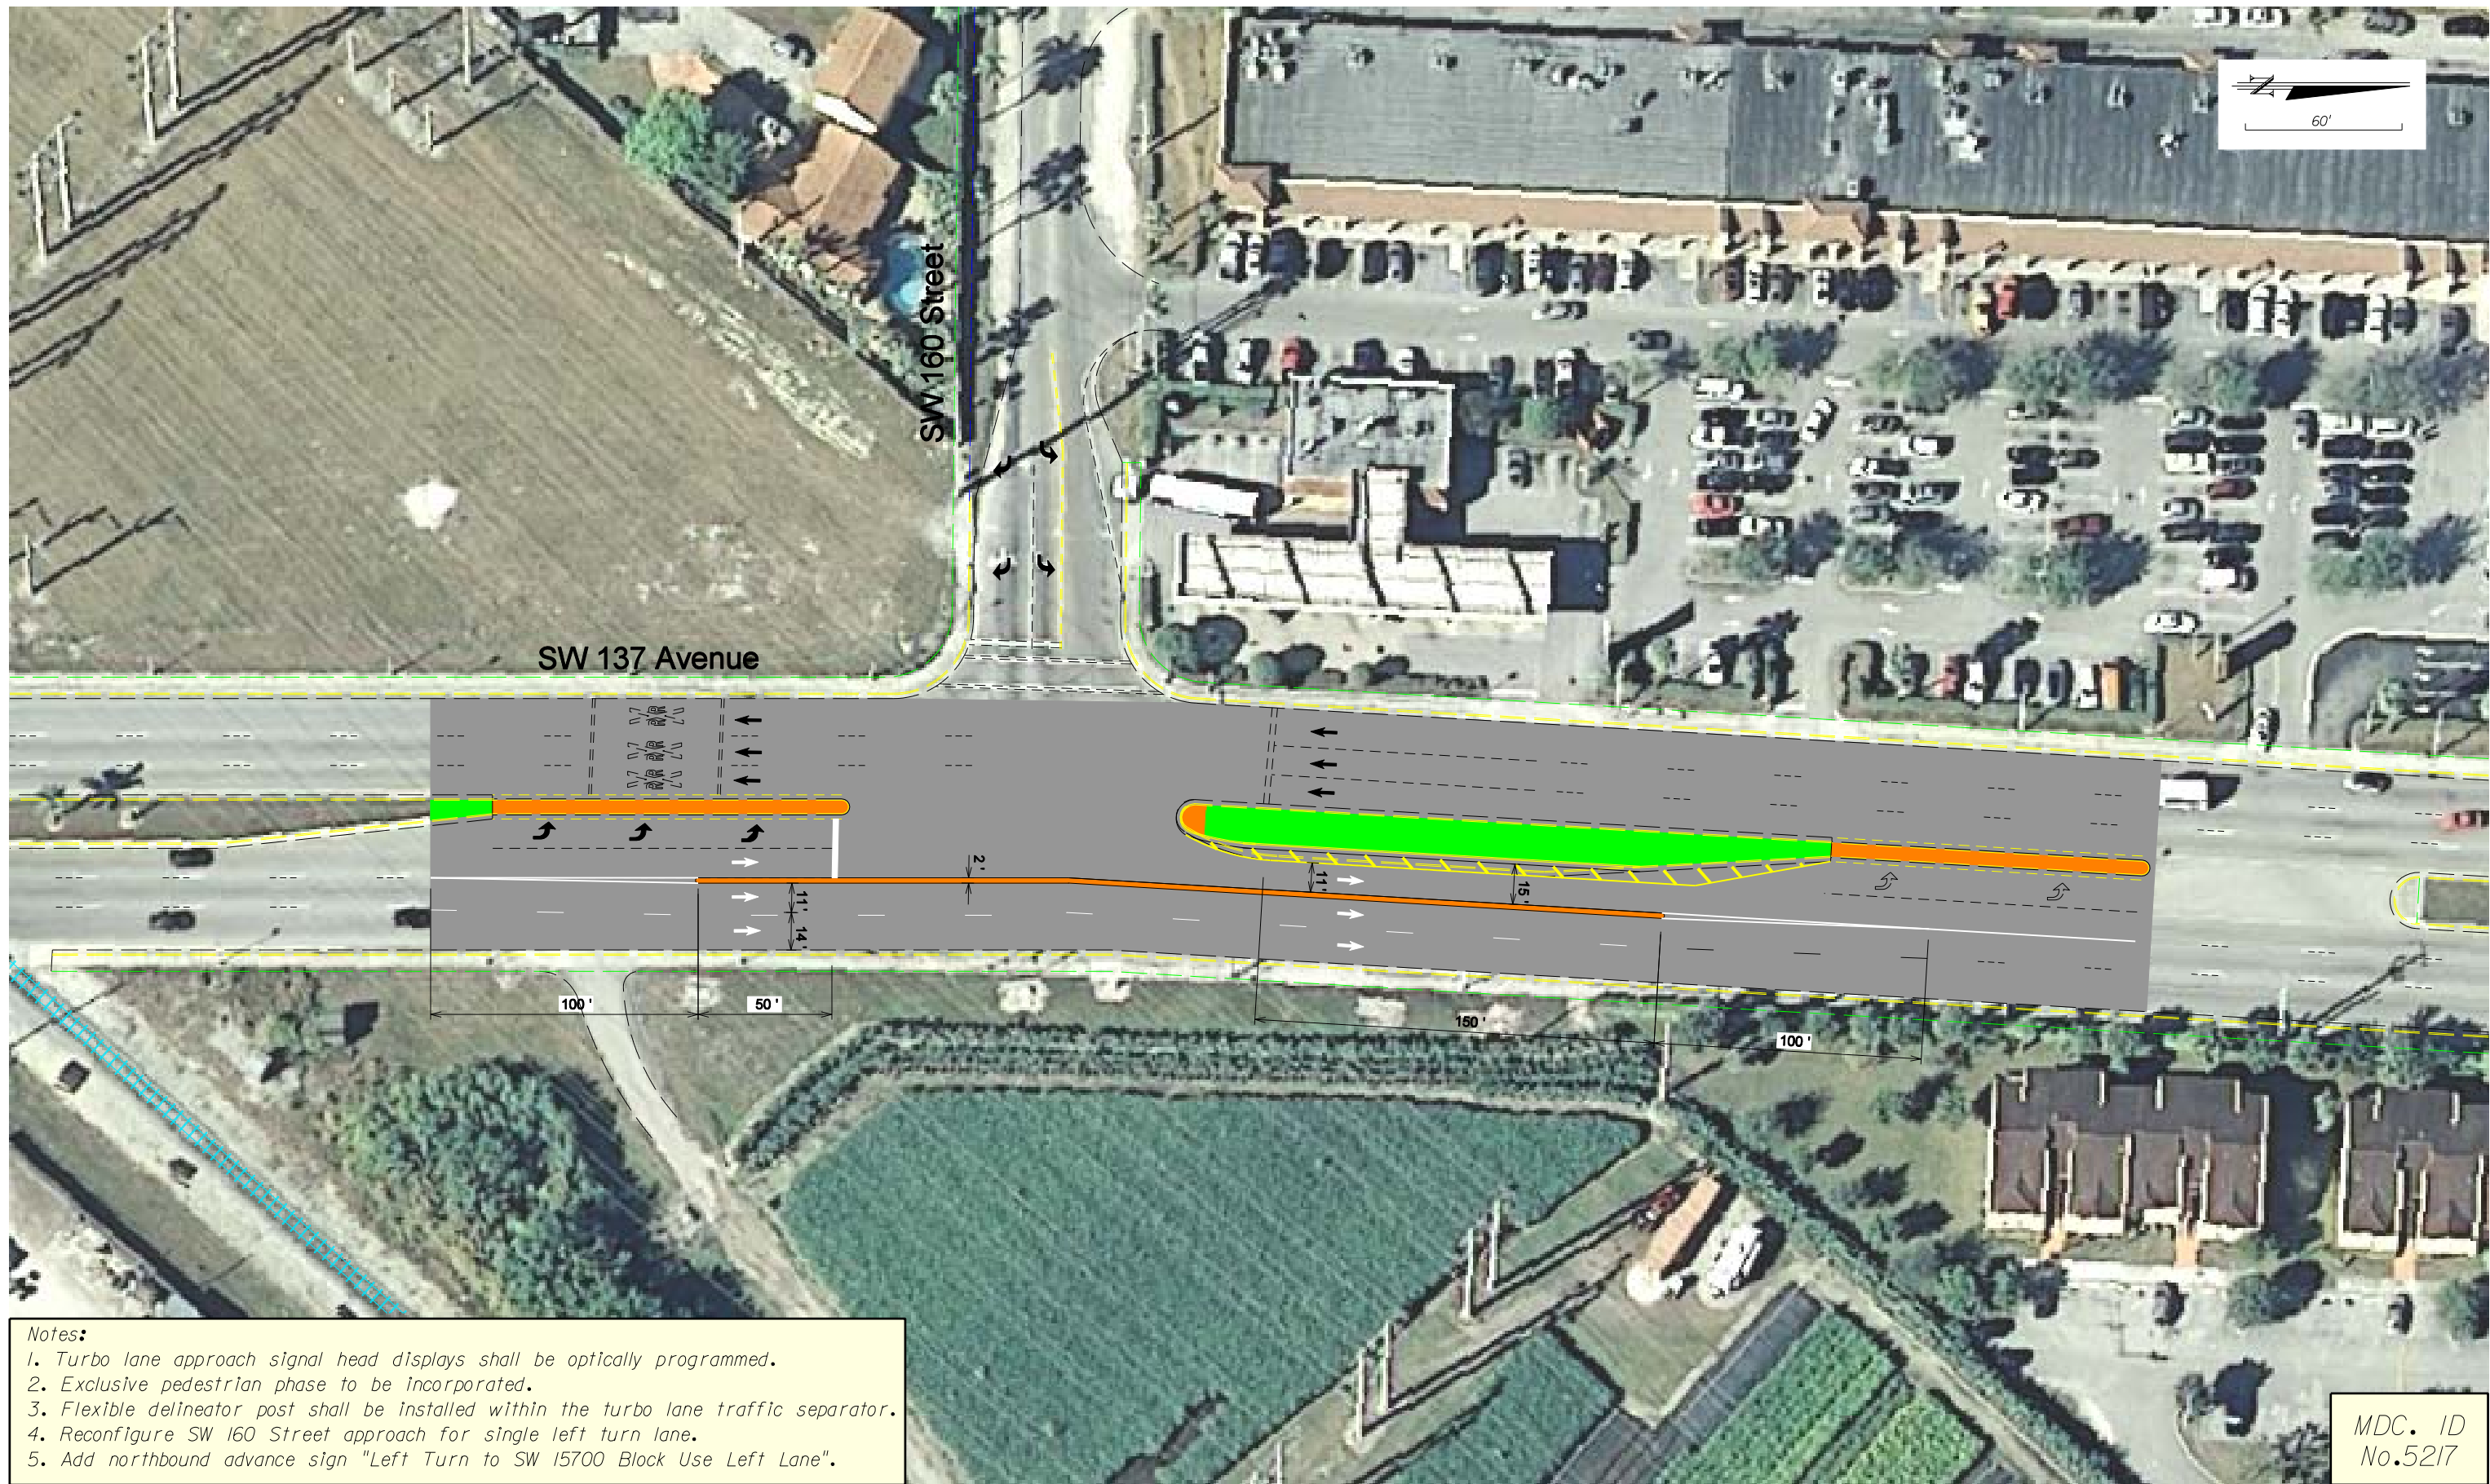 N
60'
SW 160 Street
SW 137 Avenue
2'
11'
15'
11'
14'
100 '
50 '
150 '
100 '
Notes:
1. Turbo lane approach signal head displays shall be optically programmed.
2. Exclusive pedestrian phase to be incorporated.
3. Flexible delineator post shall be installed within the turbo lane traffic separator.
4. Reconfigure SW 160 Street approach for single left turn lane.
5. Add northbound advance sign "Left Turn to SW 15700 Block Use Left Lane".
MDC. ID
No.5217